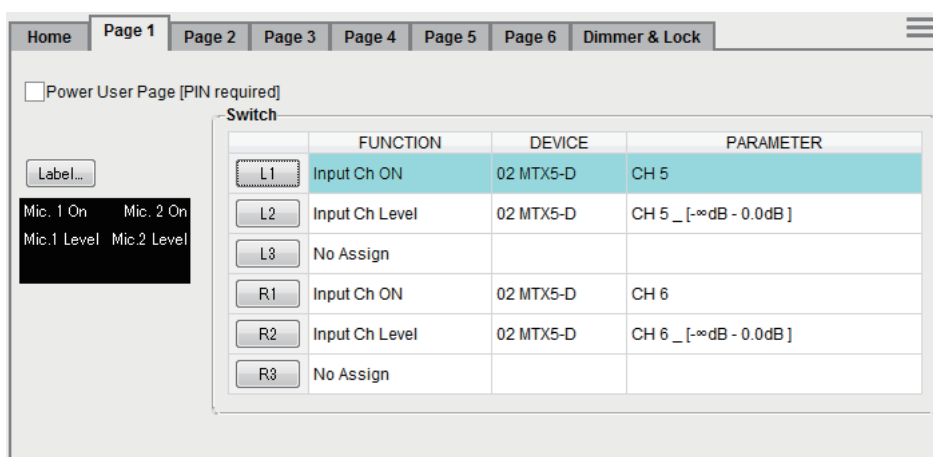 Home Page 1 Page 2 Page 3 Page 4 Page 5 Page 6 Dimmer & Lock
Power User Page [PIN required]
Switch
FUNCTION DEVICE PARAMETER
Label...
L1 Input Ch ON 02 MTX5-D CH 5
Mic. 1 On Mic. 2 On
L2 Input Ch Level 02 MTX5-D CH 5 _ [-∞dB - 0.0dB ]
Mic.1 Level Mic.2 Level
L3 No Assign
R1 Input Ch ON 02 MTX5-D CH 6
R2 Input Ch Level 02 MTX5-D CH 6 _ [-∞dB - 0.0dB ]
R3 No Assign